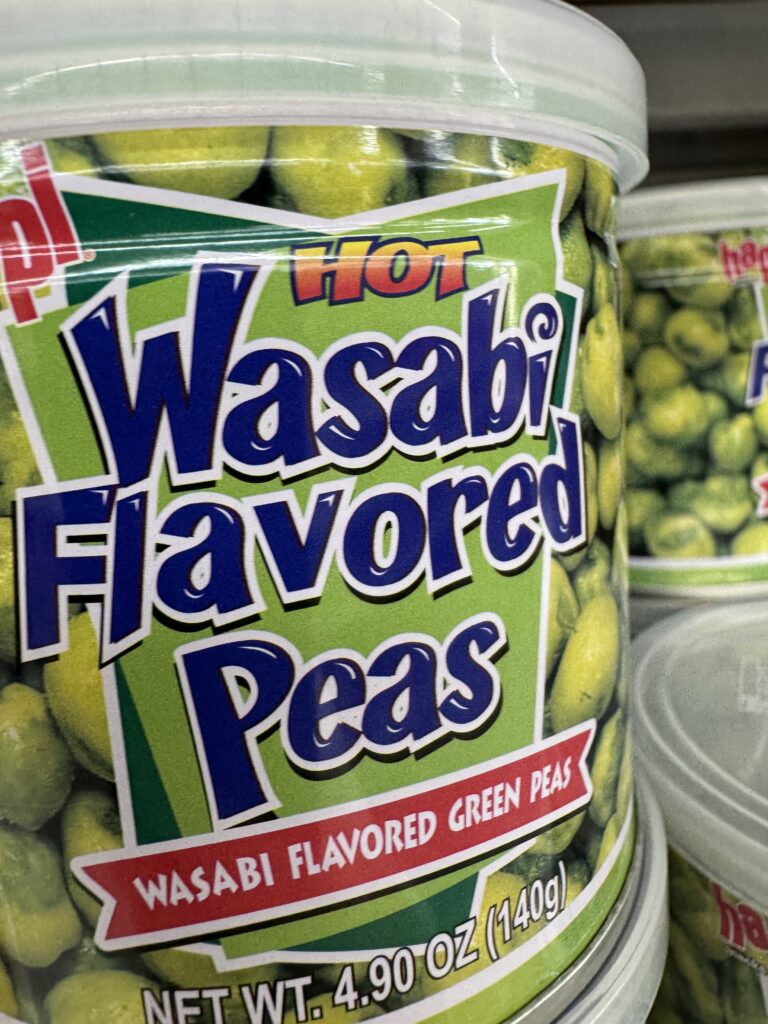 HOT
Wasabi
Flavored
Peas
WASABI FLAVORED GREEN PEAS
NET WT. 4.90 OZ (140g)